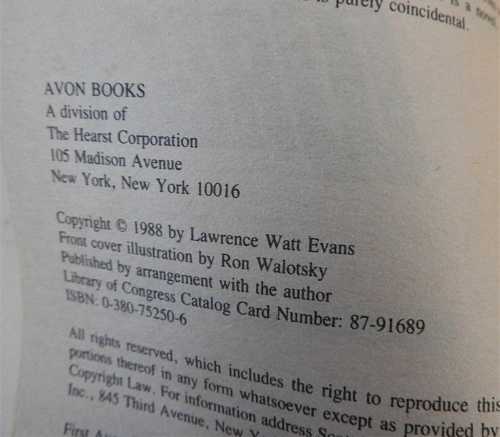 is a novel
is purely coincidental.
AVON BOOKS
A division of
The Hearst Corporation
105 Madison Avenue
New York, New York 10016
Copyright © 1988 by Lawrence Watt Evans
Front cover illustration by Ron Walotsky
Published by arrangement with the author
Library of Congress Catalog Card Number: 87-91689
ISBN: 0-380-75250-6
All rights reserved, which includes the right to reproduce this
portions thereof in any form whatsoever except as provided by
Copyright Law. For information address
Inc., 845 Third Avenue, New
First